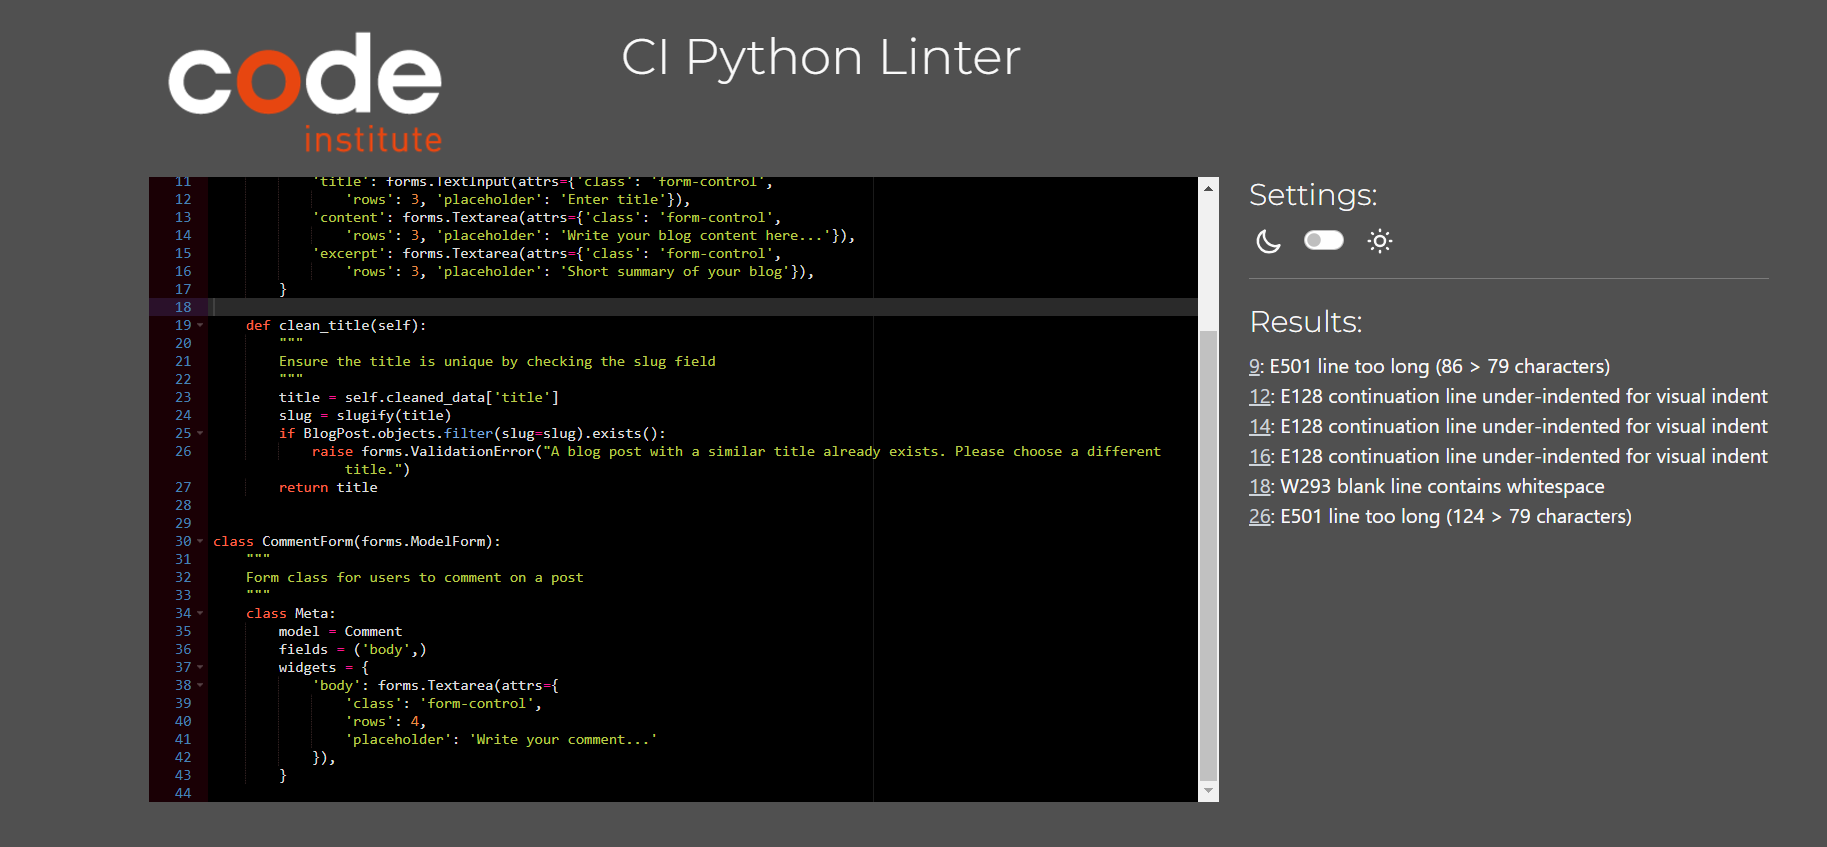 code
institute
CI Python Linter
11 'title': forms.TextInput(attrs={'class': 'form-control',
12 'rows': 3, 'placeholder': 'Enter title'}),
13 'content': forms.Textarea(attrs={'class': 'form-control',
14 'rows': 3, 'placeholder': 'Write your blog content here...'}),
15 'excerpt': forms.Textarea(attrs={'class': 'form-control',
16 'rows': 3, 'placeholder': 'Short summary of your blog'}),
17 }
18
19 def clean_title(self):
20 """
21 Ensure the title is unique by checking the slug field
22 """
23 title = self.cleaned_data['title']
24 slug = slugify(title)
25 if BlogPost.objects.filter(slug=slug).exists():
26 raise forms.ValidationError("A blog post with a similar title already exists. Please choose a different
title.")
27 return title
28
29
30 class CommentForm(forms.ModelForm):
31 """
32 Form class for users to comment on a post
33 """
34 class Meta:
35 model = Comment
36 fields = ('body',)
37 widgets = {
38 'body': forms.Textarea(attrs={
39 'class': 'form-control',
40 'rows': 4,
41 'placeholder': 'Write your comment...'
42 }),
43 }
44
Settings:
Results:
9: E501 line too long (86 > 79 characters)
12: E128 continuation line under-indented for visual indent
14: E128 continuation line under-indented for visual indent
16: E128 continuation line under-indented for visual indent
18: W293 blank line contains whitespace
26: E501 line too long (124 > 79 characters)